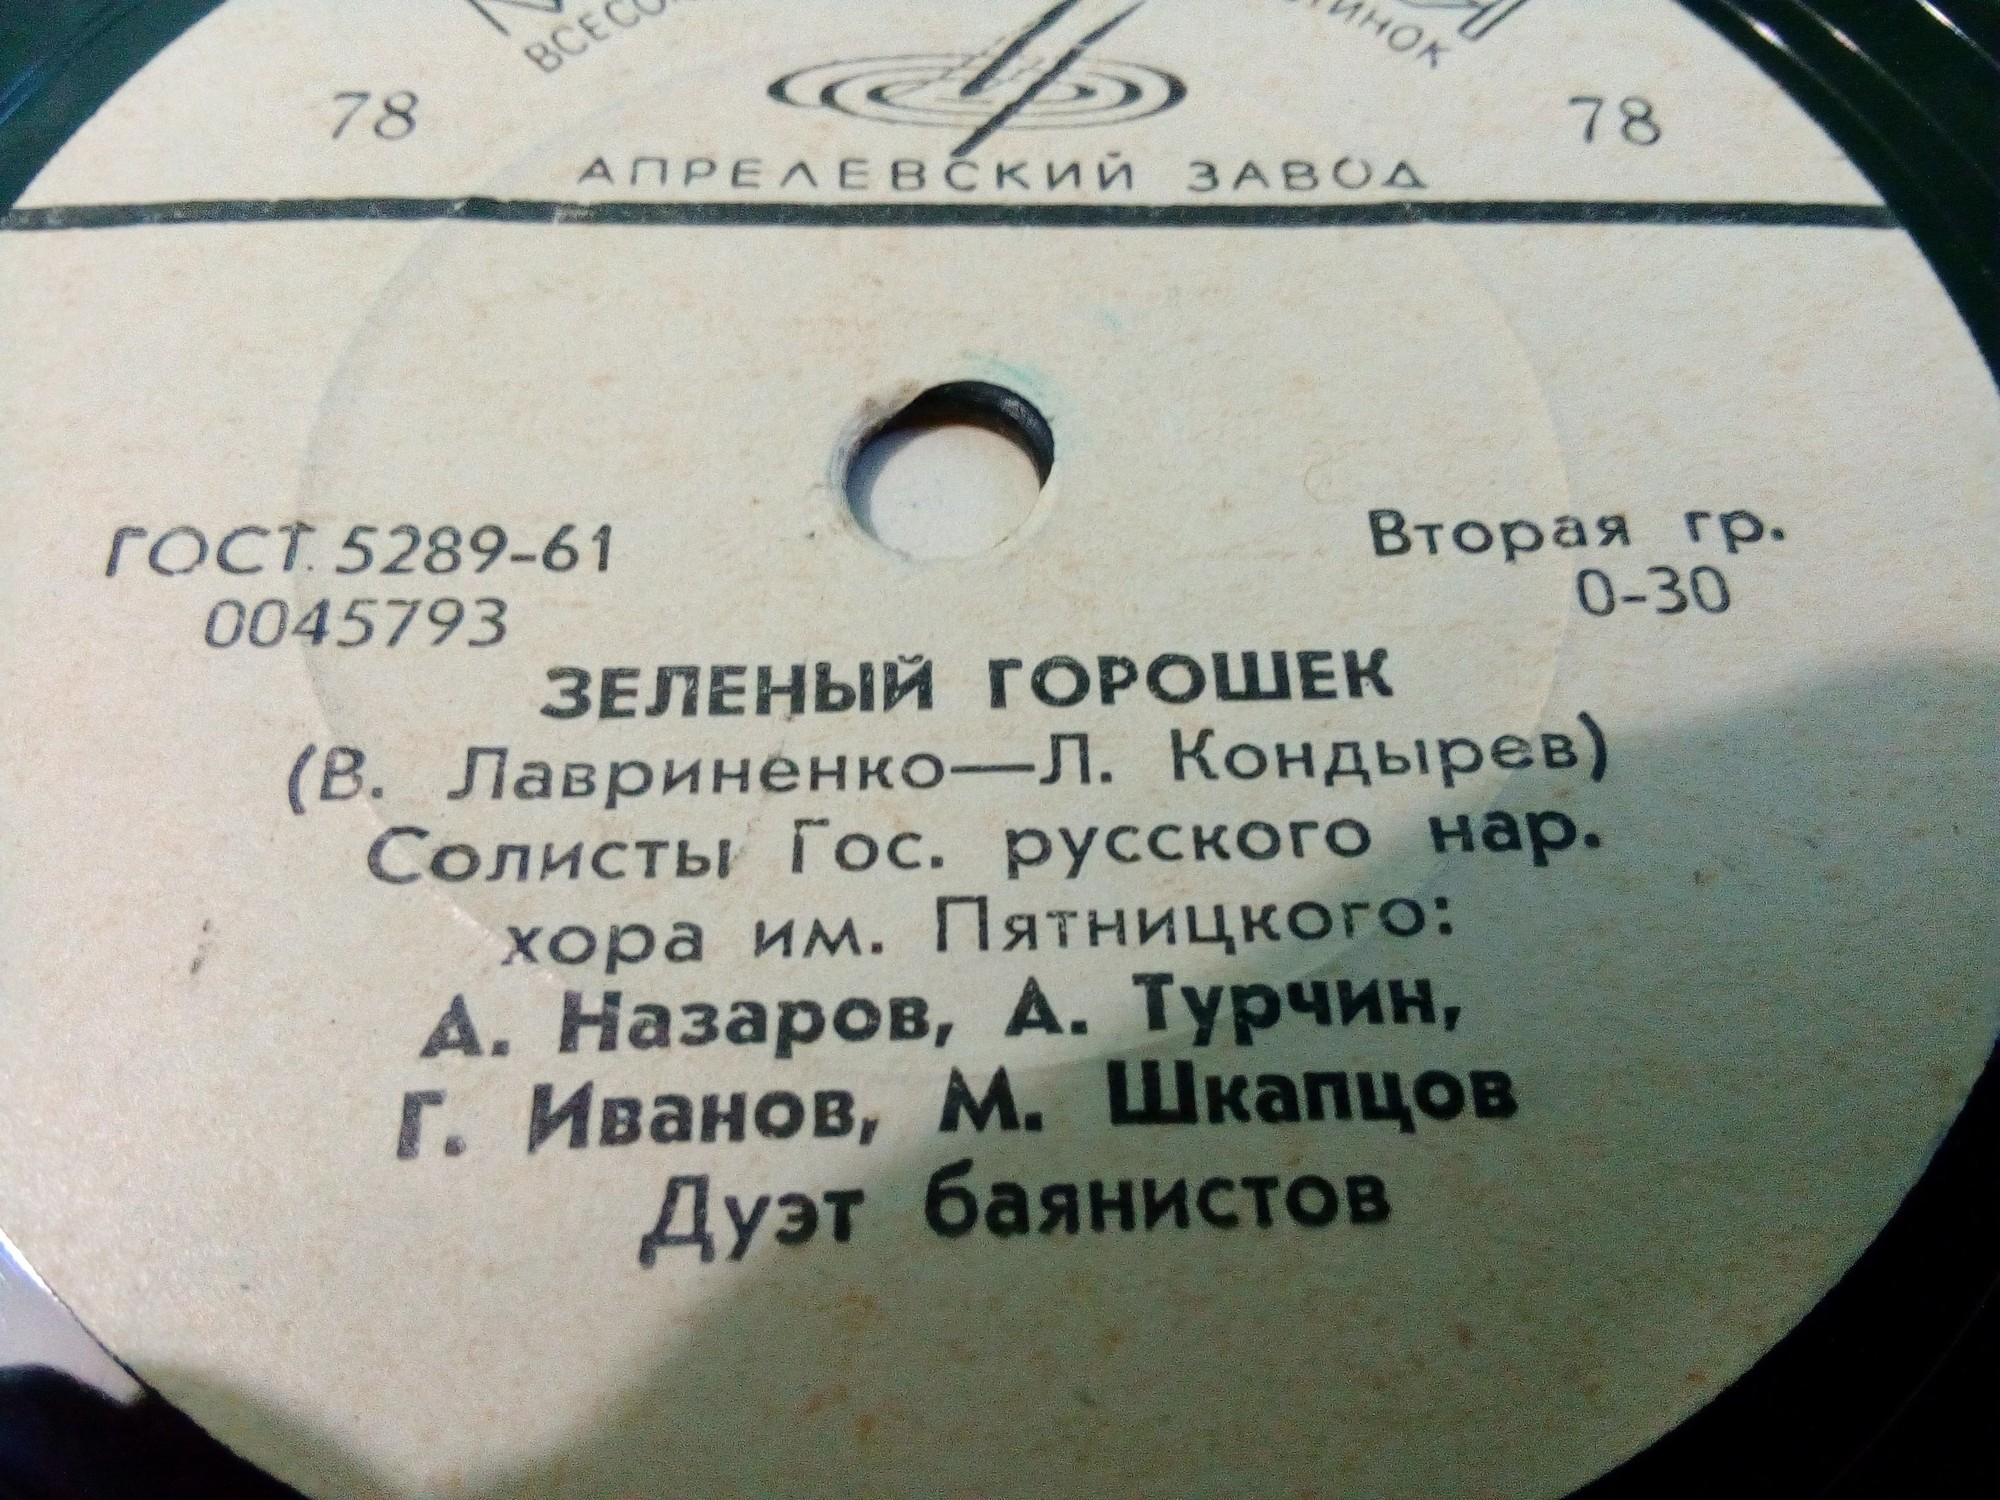 78
78
АПРЕЛЕВСКИЙ ЗАВОД
ГОСТ. 5289-61
0045793
Вторая гр.
0-30
ЗЕЛЕНЫЙ ГОРОШЕК
(В. Лавриненко—Л. Кондырев)
Солисты Гос. русского нар.
хора им. Пятницкого:
А. Назаров, А. Турчин,
Г. Иванов, М. Шкапцов
Дуэт баянистов